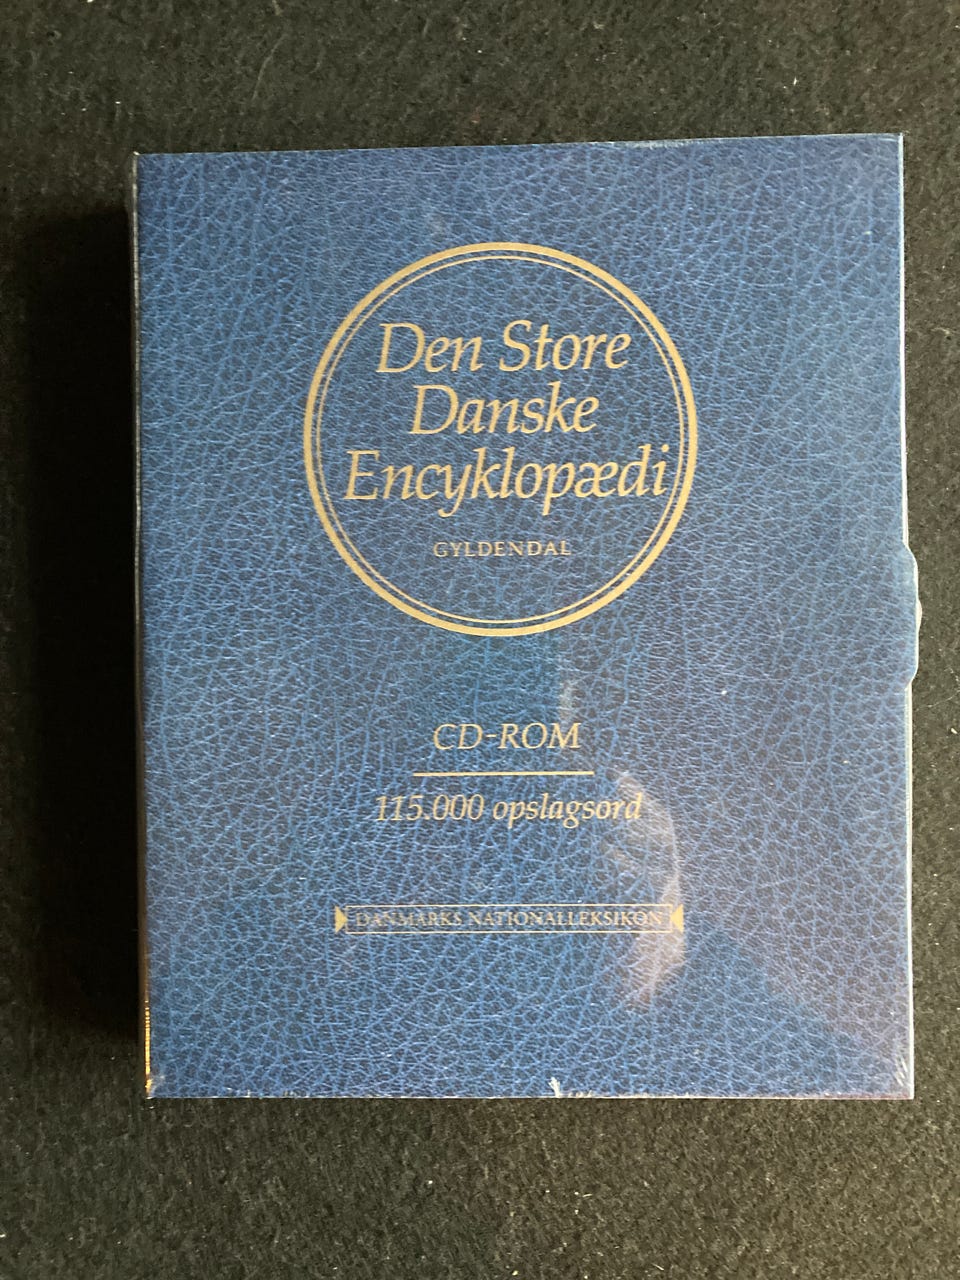 Den Store
Danske
Encyklopædi
GYLDENDAL
CD-ROM
115.000 opslagsord
DANMARKS NATIONALLEKSIKON